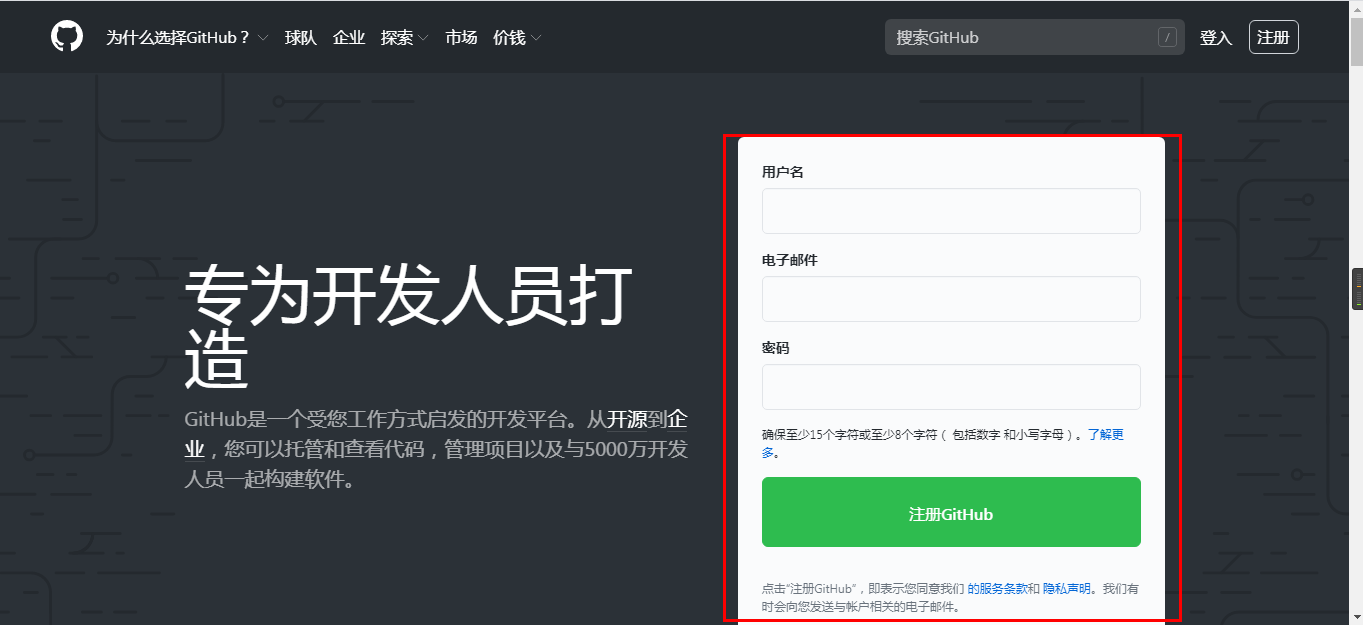 为什么选择GitHub？ 球队 企业 探索 市场 价钱 搜索GitHub / 登入 注册
专为开发人员打
造
GitHub是一个受您工作方式启发的开发平台。从开源到企
业，您可以托管和查看代码，管理项目以及与5000万开发
人员一起构建软件。
用户名
电子邮件
密码
确保至少15个字符或至少8个字符（ 包括数字 和小写字母）。了解更
多。
注册GitHub
点击“注册GitHub”，即表示您同意我们 的服务条款和 隐私声明。我们有
时会向您发送与帐户相关的电子邮件。